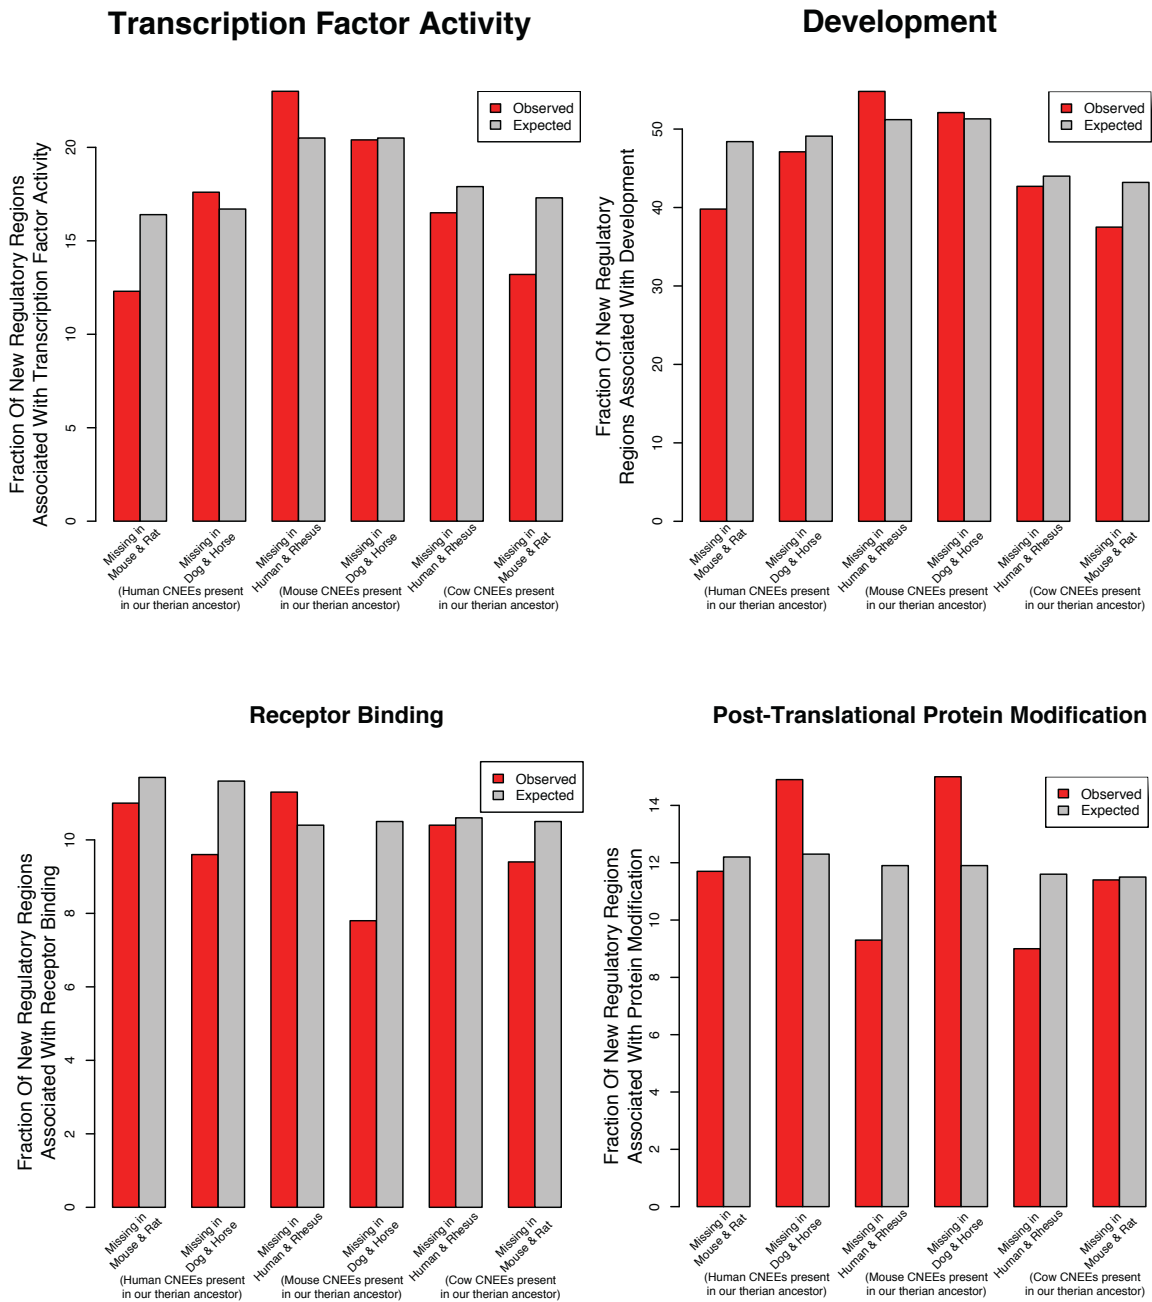 Transcription Factor Activity
Fraction Of New Regulatory Regions
Associated With Transcription Factor Activity
0
5
10
15
20
Observed
Expected
Missing in
Mouse & Rat
Missing in
Dog & Horse
Missing in
Human & Rhesus
Missing in
Dog & Horse
Missing in
Human & Rhesus
Missing in
Mouse & Rat
(Human CNEEs present
in our therian ancestor)
(Mouse CNEEs present
in our therian ancestor)
(Cow CNEEs present
in our therian ancestor)
Development
Fraction Of New Regulatory
Regions Associated With Development
0
10
20
30
40
50
Observed
Expected
Missing in
Mouse & Rat
Missing in
Dog & Horse
Missing in
Human & Rhesus
Missing in
Dog & Horse
Missing in
Human & Rhesus
Missing in
Mouse & Rat
(Human CNEEs present
in our therian ancestor)
(Mouse CNEEs present
in our therian ancestor)
(Cow CNEEs present
in our therian ancestor)
Receptor Binding
Fraction Of New Regulatory Regions
Associated With Receptor Binding
0
2
4
6
8
10
Observed
Expected
Missing in
Mouse & Rat
Missing in
Dog & Horse
Missing in
Human & Rhesus
Missing in
Dog & Horse
Missing in
Human & Rhesus
Missing in
Mouse & Rat
(Human CNEEs present
in our therian ancestor)
(Mouse CNEEs present
in our therian ancestor)
(Cow CNEEs present
in our therian ancestor)
Post-Translational Protein Modification
Fraction Of New Regulatory Regions
Associated With Protein Modification
0
2
4
6
8
10
12
14
Observed
Expected
Missing in
Mouse & Rat
Missing in
Dog & Horse
Missing in
Human & Rhesus
Missing in
Dog & Horse
Missing in
Human & Rhesus
Missing in
Mouse & Rat
(Human CNEEs present
in our therian ancestor)
(Mouse CNEEs present
in our therian ancestor)
(Cow CNEEs present
in our therian ancestor)